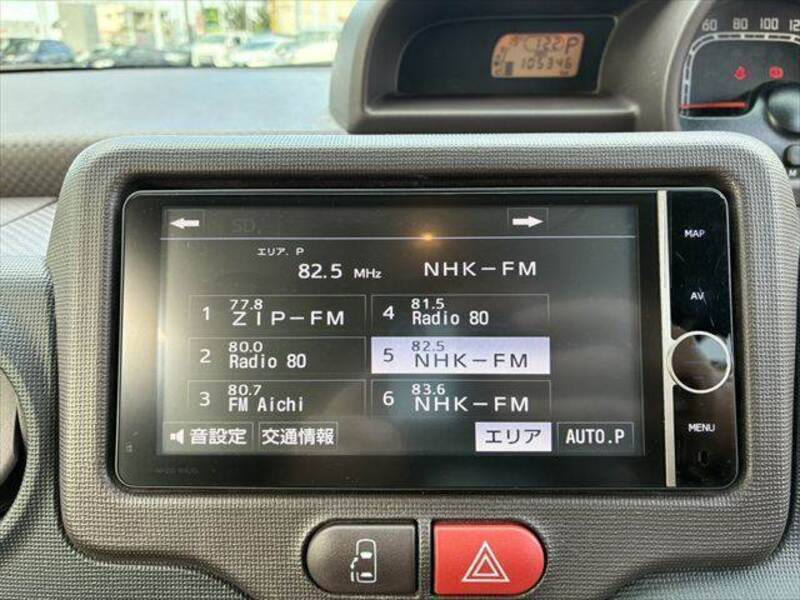 60 80 100 12
122 P
105346
SD.
エリア. P
82.5 MHz NHK-FM
1 77.8 ZIP-FM
2 80.0 Radio 80
3 80.7 FM Aichi
4 81.5 Radio 80
5 82.5 NHK-FM
6 83.6 NHK-FM
音設定 交通情報 エリア AUTO.P
MAP
AV
MENU